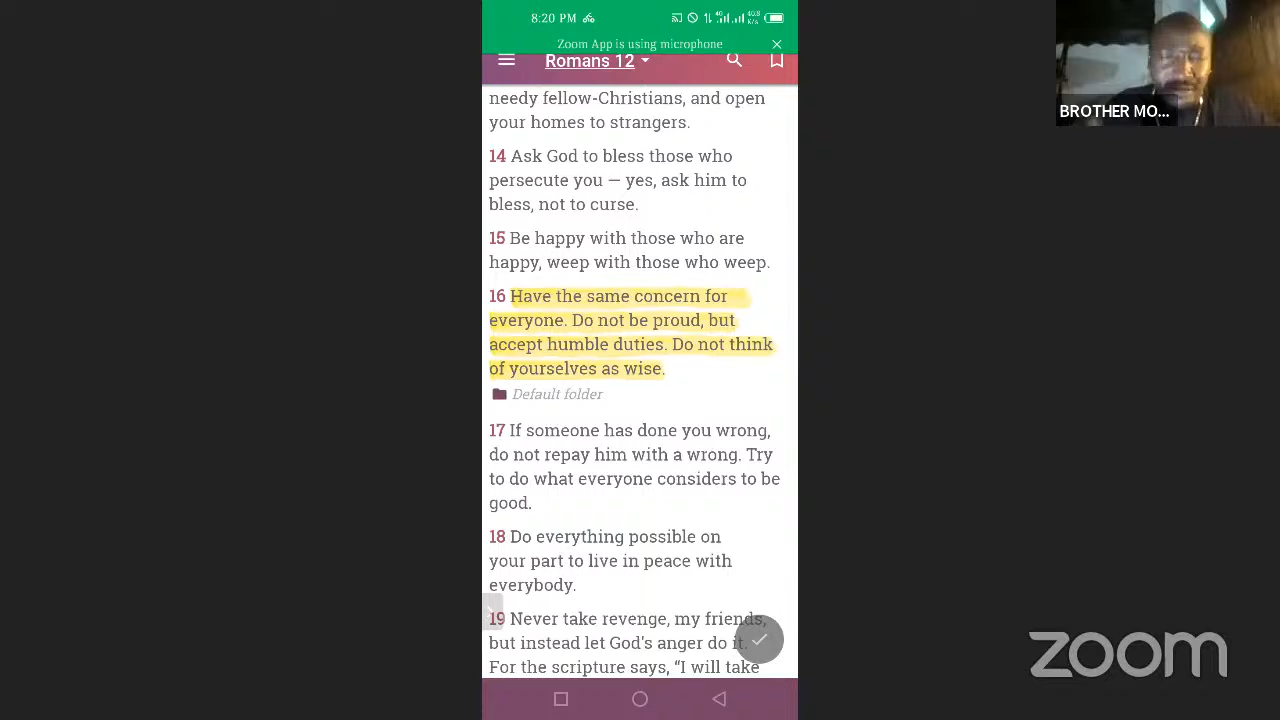 8:20 PM
4G 40.8 K/s
Zoom App is using microphone
Romans 12
needy fellow-Christians, and open
your homes to strangers.
14 Ask God to bless those who
persecute you — yes, ask him to
bless, not to curse.
15 Be happy with those who are
happy, weep with those who weep.
16 Have the same concern for
everyone. Do not be proud, but
accept humble duties. Do not think
of yourselves as wise.
Default folder
17 If someone has done you wrong,
do not repay him with a wrong. Try
to do what everyone considers to be
good.
18 Do everything possible on
your part to live in peace with
everybody.
19 Never take revenge, my friends,
but instead let God's anger do it.
For the scripture says, “I will take
BROTHER MO...
zoom